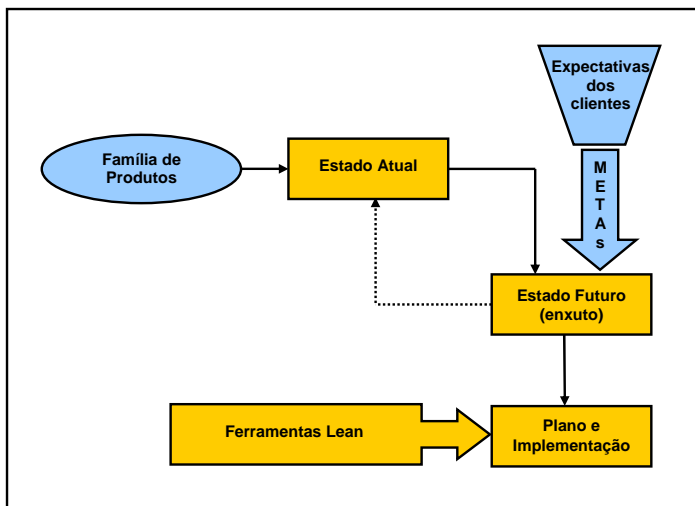 Expectativas
dos
clientes
Família de
Produtos
Estado Atual
M
E
T
A
s
Estado Futuro
(enxuto)
Ferramentas Lean
Plano e
Implementação